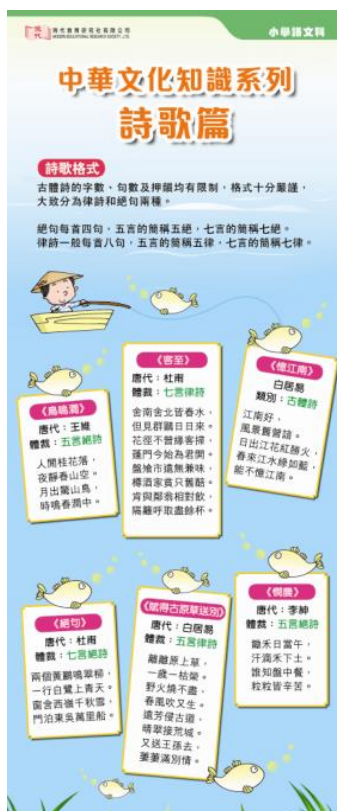 現代教育研究社有限公司
MODERN EDUCATIONAL RESEARCH SOCIETY, LTD.
小學語文科
中華文化知識系列
詩歌篇
詩歌格式
古體詩的字數、句數及押韻均有限制，格式十分嚴謹，
大致分為律詩和絕句兩種。
絕句每首四句，五言的簡稱五絕，七言的簡稱七絕。
律詩一般每首八句，五言的簡稱五律，七言的簡稱七律。
《鳥鳴澗》
唐代：王維
體裁：五言絕詩
人閒桂花落，
夜靜春山空。
月出驚山鳥，
時鳴春澗中。
《客至》
唐代：杜甫
體裁：七言律詩
舍南舍北皆春水，
但見群鷗日日來。
花徑不曾緣客掃，
蓬門今始為君開。
盤飧市遠無兼味，
樽酒家貧只舊醅。
肯與鄰翁相對飲，
隔籬呼取盡餘杯。
《憶江南》
白居易
類別：古體詩
江南好，
風景舊曾諳。
日出江花紅勝火，
春來江水綠如藍，
能不憶江南。
《絕句》
唐代：杜甫
體裁：七言絕詩
兩個黃鸝鳴翠柳，
一行白鷺上青天。
窗含西嶺千秋雪，
門泊東吳萬里船。
《賦得古原草送別》
唐代：白居易
體裁：五言律詩
離離原上草，
一歲一枯榮。
野火燒不盡，
春風吹又生。
遠芳侵古道，
晴翠接荒城。
又送王孫去，
萋萋滿別情。
《憫農》
唐代：李紳
體裁：五言絕詩
鋤禾日當午，
汗滴禾下土。
誰知盤中餐，
粒粒皆辛苦。